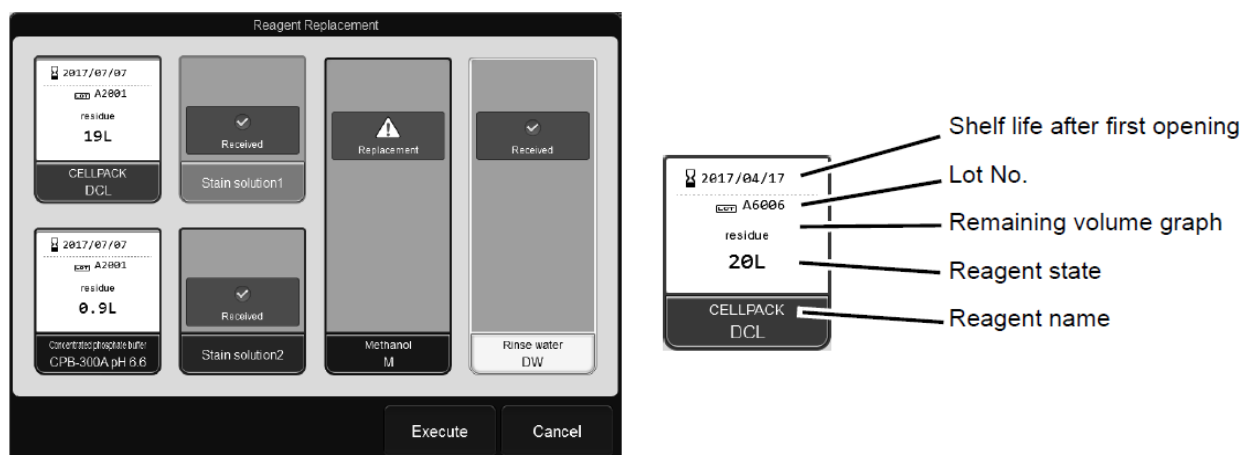 Reagent Replacement
2017/07/07
LOT A2001
residue
19L
CELLPACK
DCL
Received
Stain solution1
Replacement
Methanol
M
Received
Rinse water
DW
2017/07/07
LOT A2001
residue
0.9L
Concentrated phosphate buffer
CPB-300A pH 6.6
Received
Stain solution2
Execute
Cancel
2017/04/17
LOT A6006
residue
20L
CELLPACK
DCL
Shelf life after first opening
Lot No.
Remaining volume graph
Reagent state
Reagent name